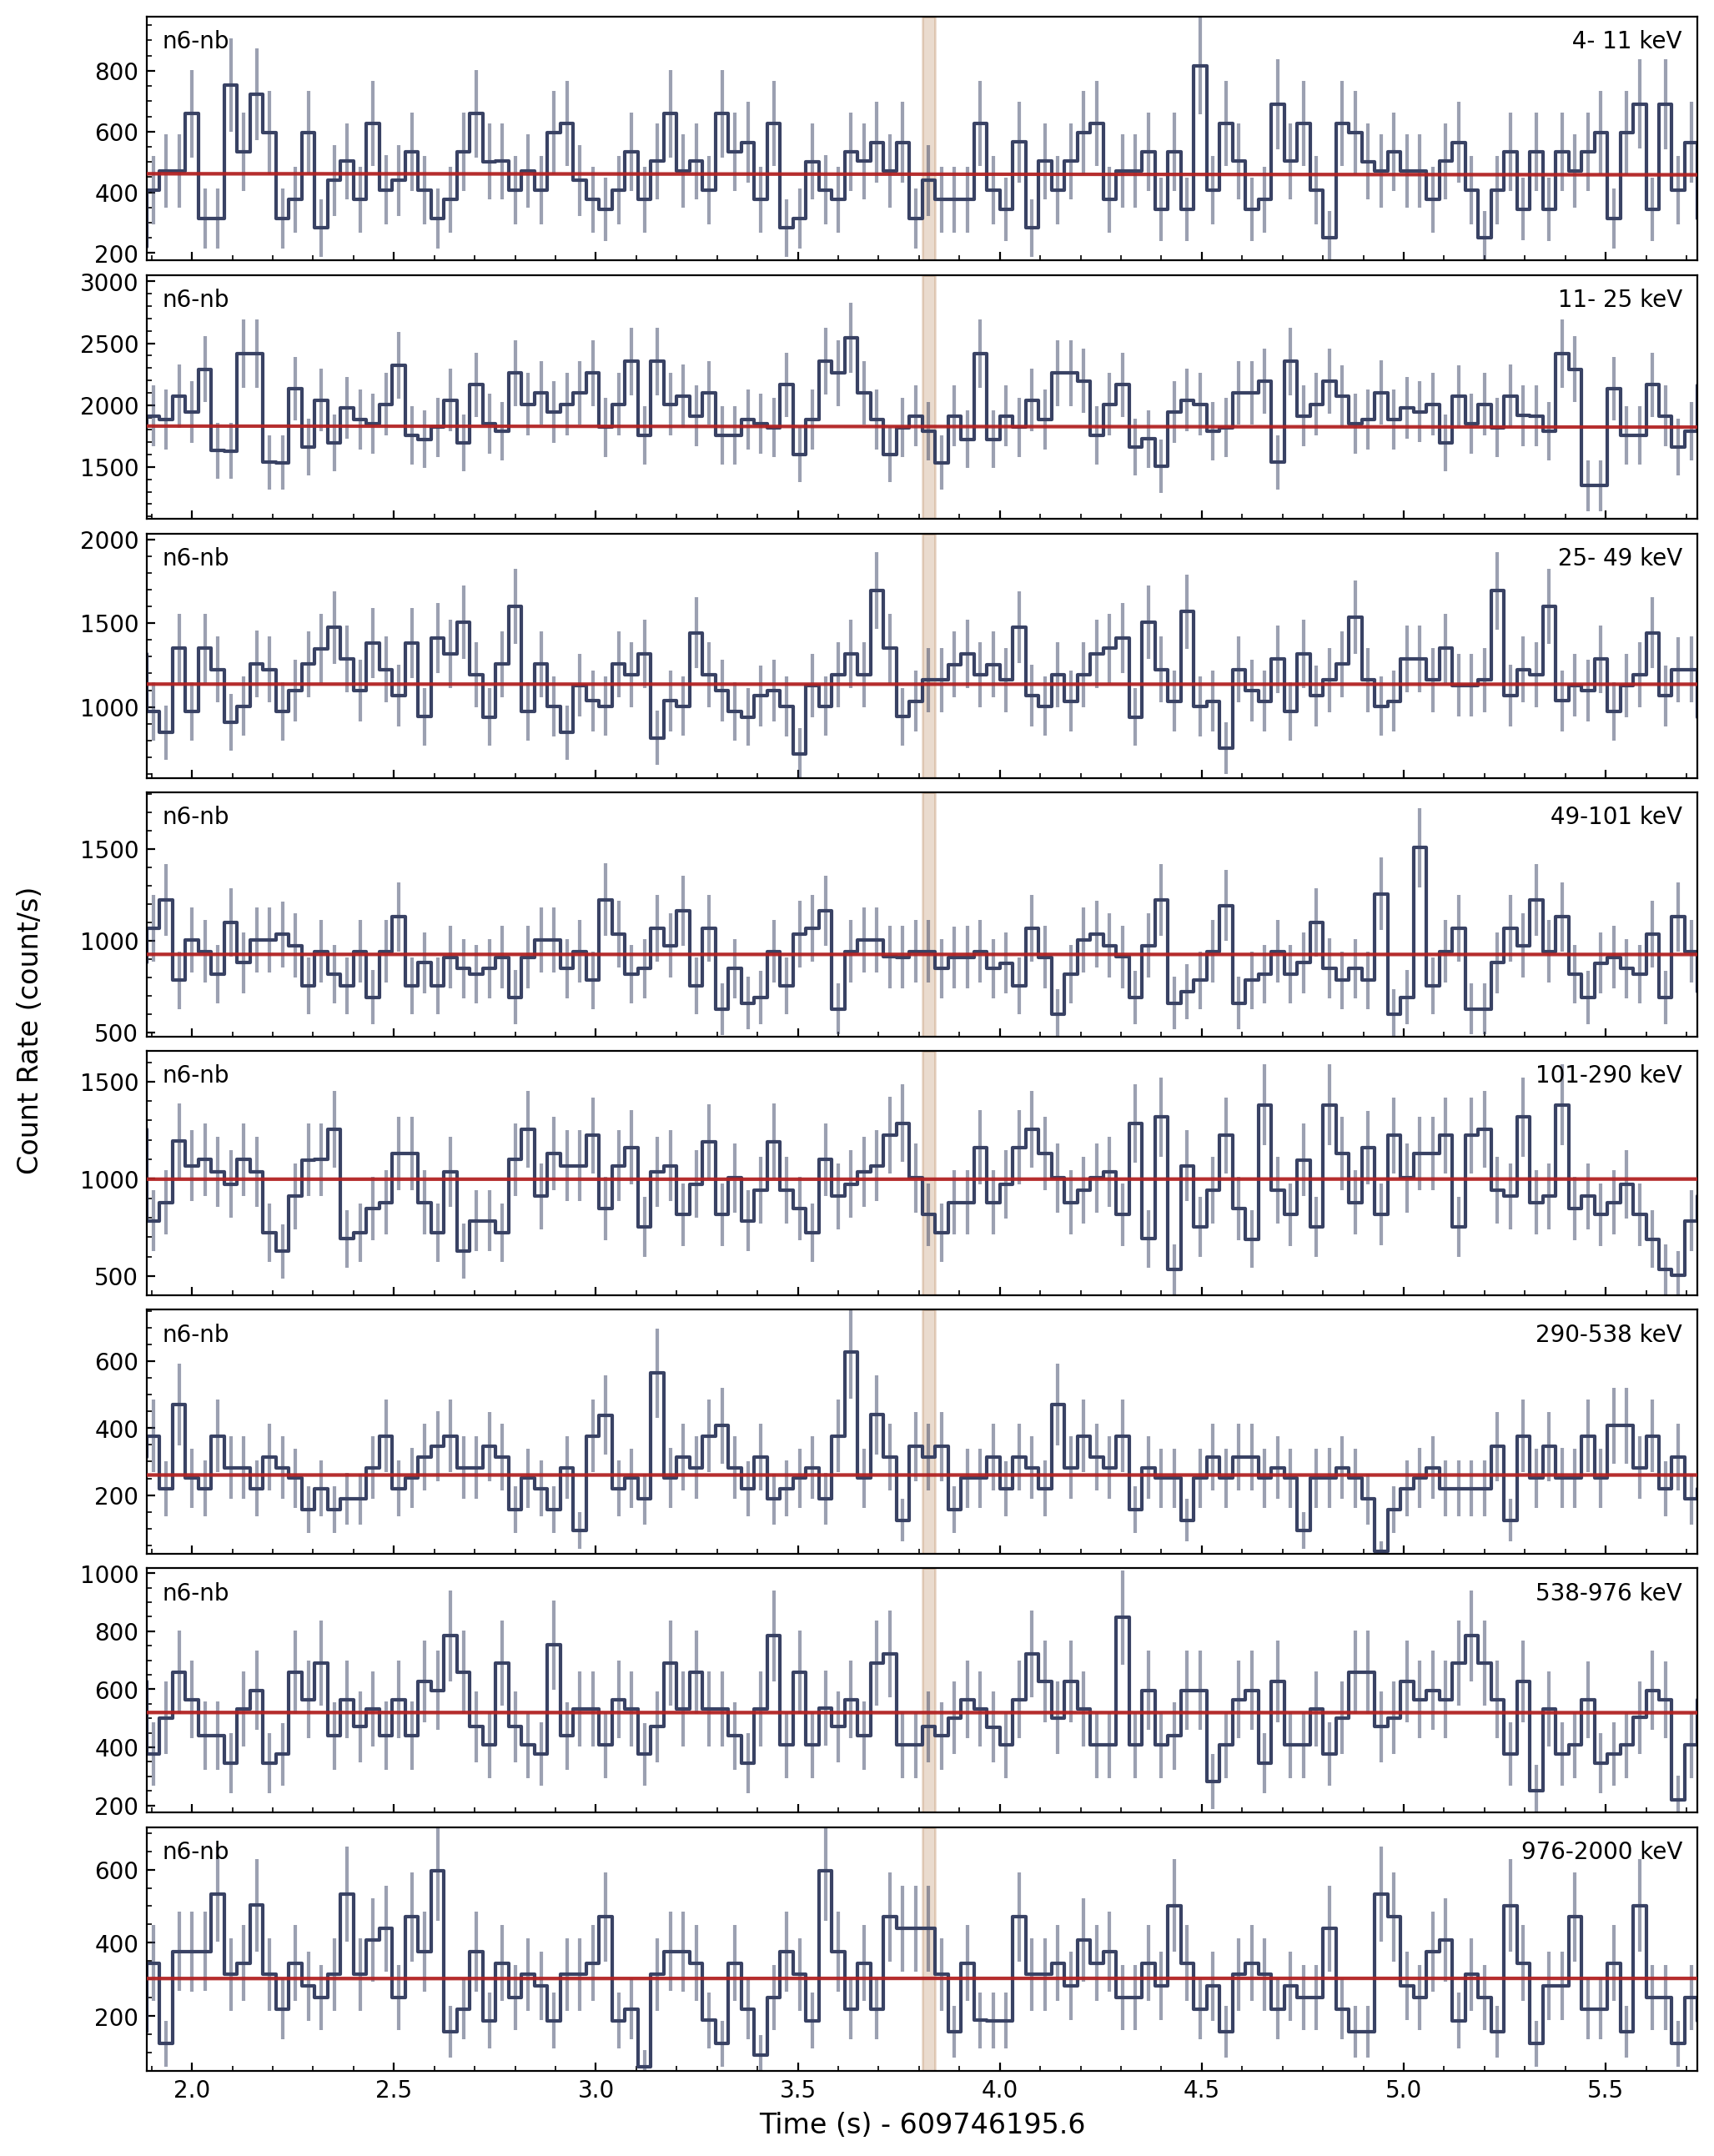 n6-nb 4- 11 keV
800
600
400
200
n6-nb 11- 25 keV
3000
2500
2000
1500
n6-nb 25- 49 keV
2000
1500
1000
n6-nb 49-101 keV
1500
1000
500
n6-nb 101-290 keV
1500
1000
500
n6-nb 290-538 keV
600
400
200
n6-nb 538-976 keV
1000
800
600
400
200
n6-nb 976-2000 keV
600
400
200
2.0 2.5 3.0 3.5 4.0 4.5 5.0 5.5
Time (s) - 609746195.6
Count Rate (count/s)